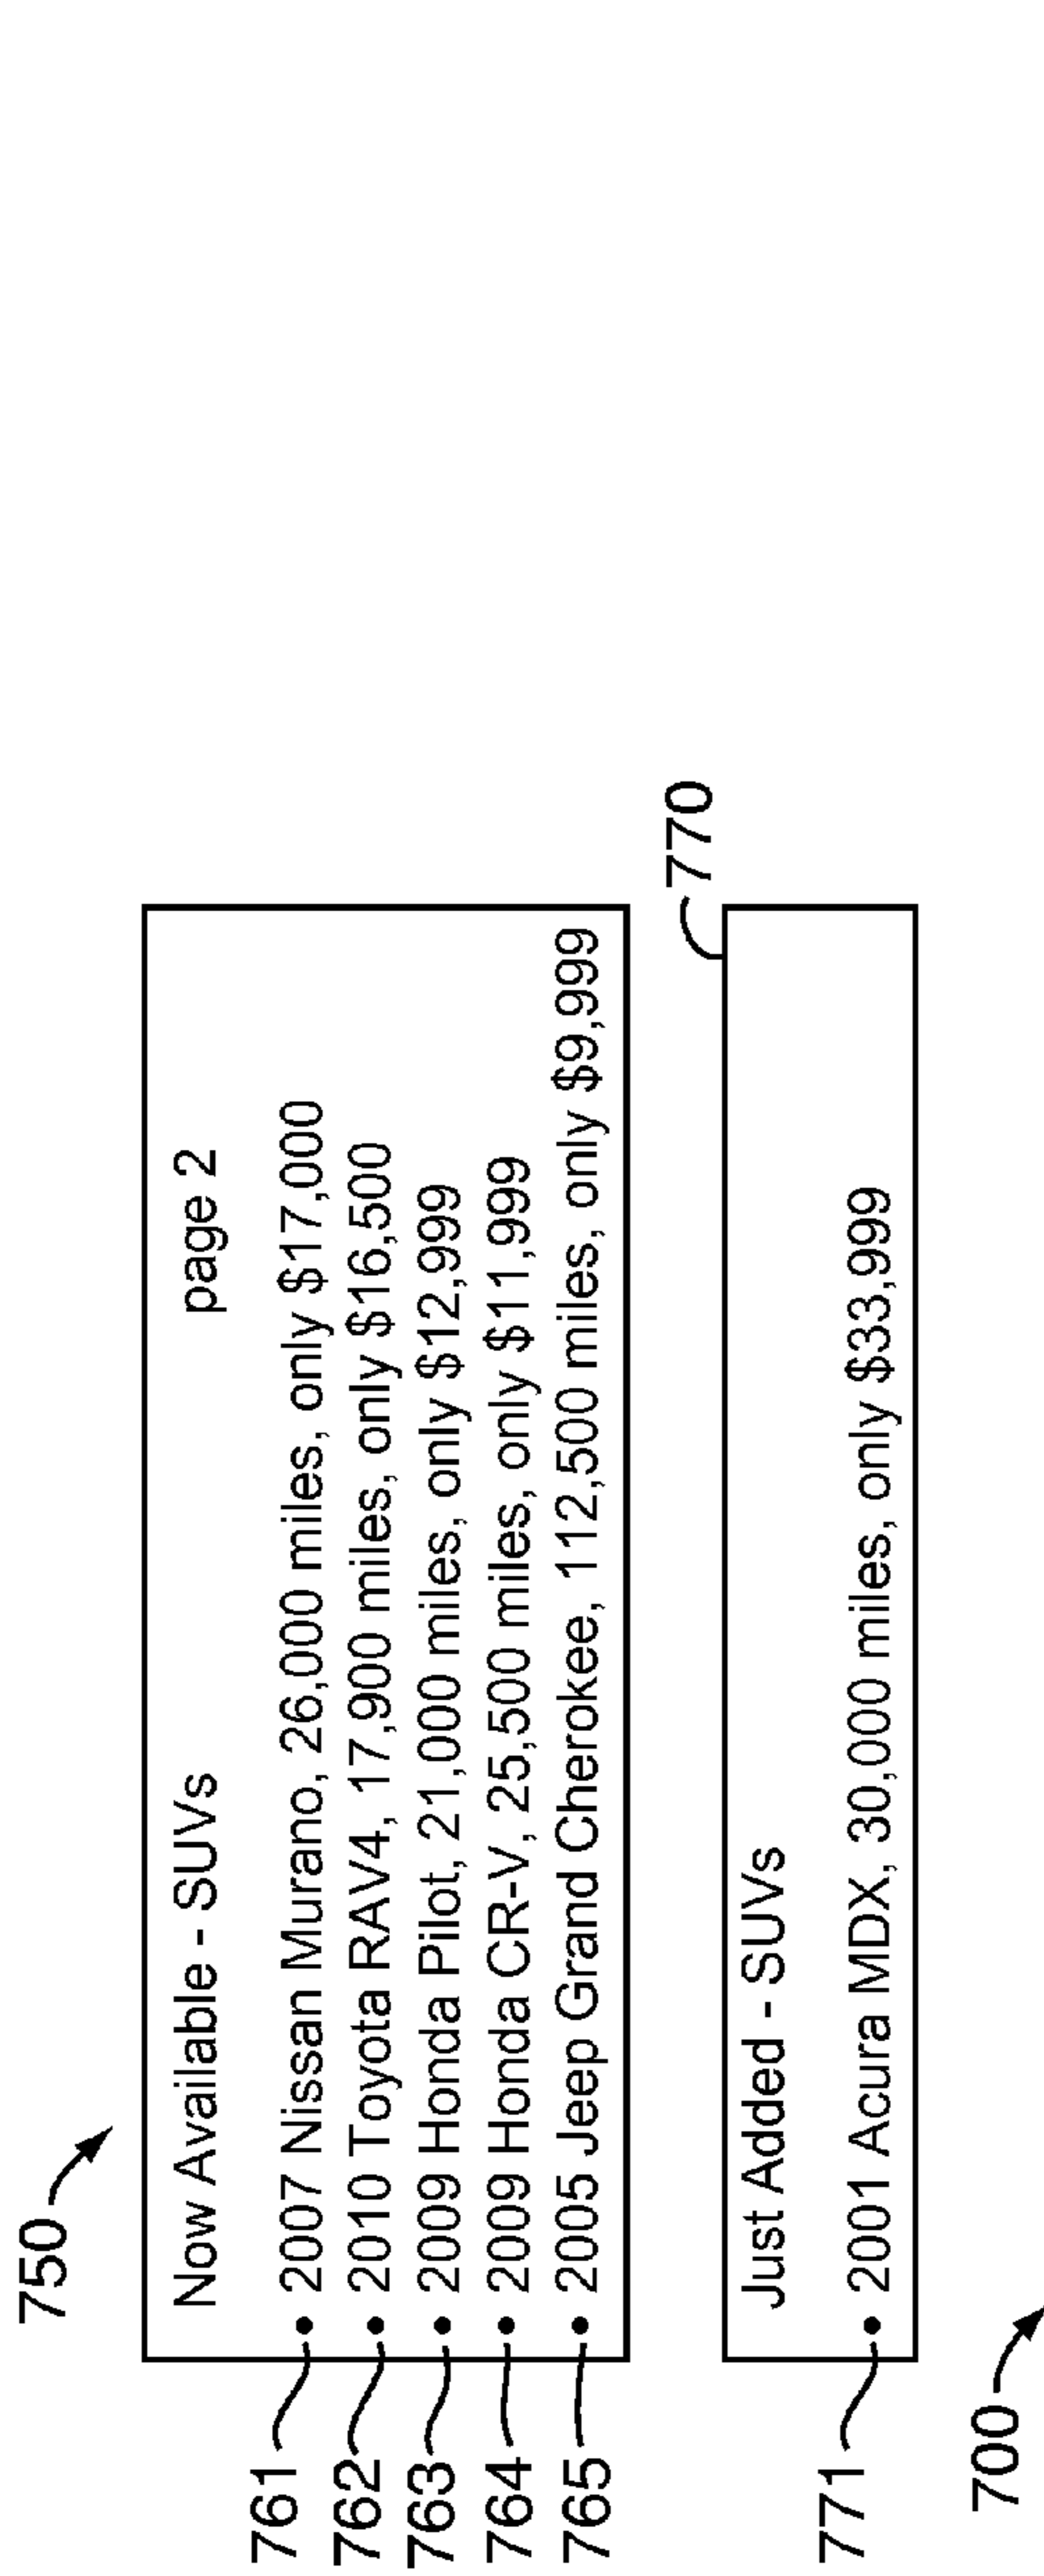 750
Now Available - SUVs page 2
761 • 2007 Nissan Murano, 26,000 miles, only $17,000
762 • 2010 Toyota RAV4, 17,900 miles, only $16,500
763 • 2009 Honda Pilot, 21,000 miles, only $12,999
764 • 2009 Honda CR-V, 25,500 miles, only $11,999
765 • 2005 Jeep Grand Cherokee, 112,500 miles, only $9,999
770
Just Added - SUVs
771 • 2001 Acura MDX, 30,000 miles, only $33,999
700